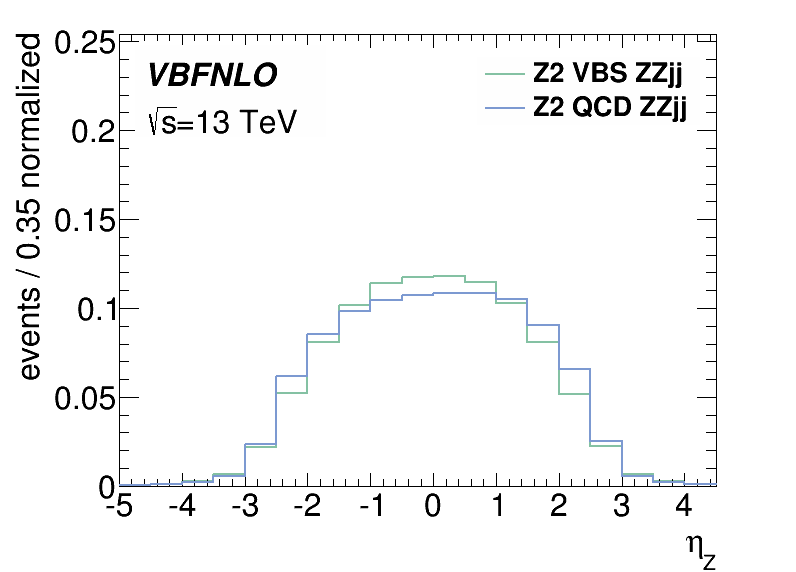 VBFNLO
√s=13 TeV
Z2 VBS ZZjj
Z2 QCD ZZjj
events / 0.35 normalized
0.25
0.2
0.15
0.1
0.05
0
-5 -4 -3 -2 -1 0 1 2 3 4
η_Z